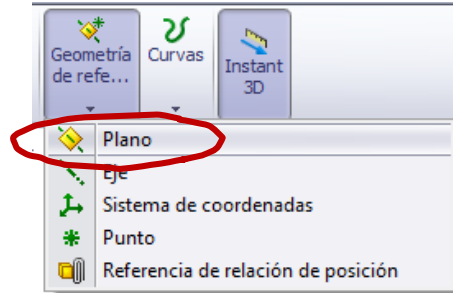 Geometría
de refe...
Curvas
Instant
3D
Plano
Eje
Sistema de coordenadas
Punto
Referencia de relación de posición